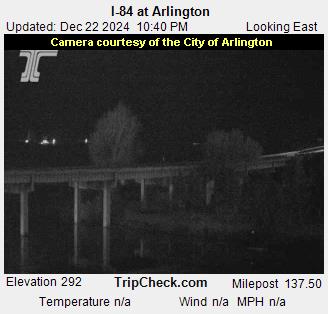 I-84 at Arlington
Updated: Dec 22 2024 10:40 PM Looking East
Camera courtesy of the City of Arlington
Elevation 292 TripCheck.com Milepost 137.50
Temperature n/a Wind n/a MPH n/a